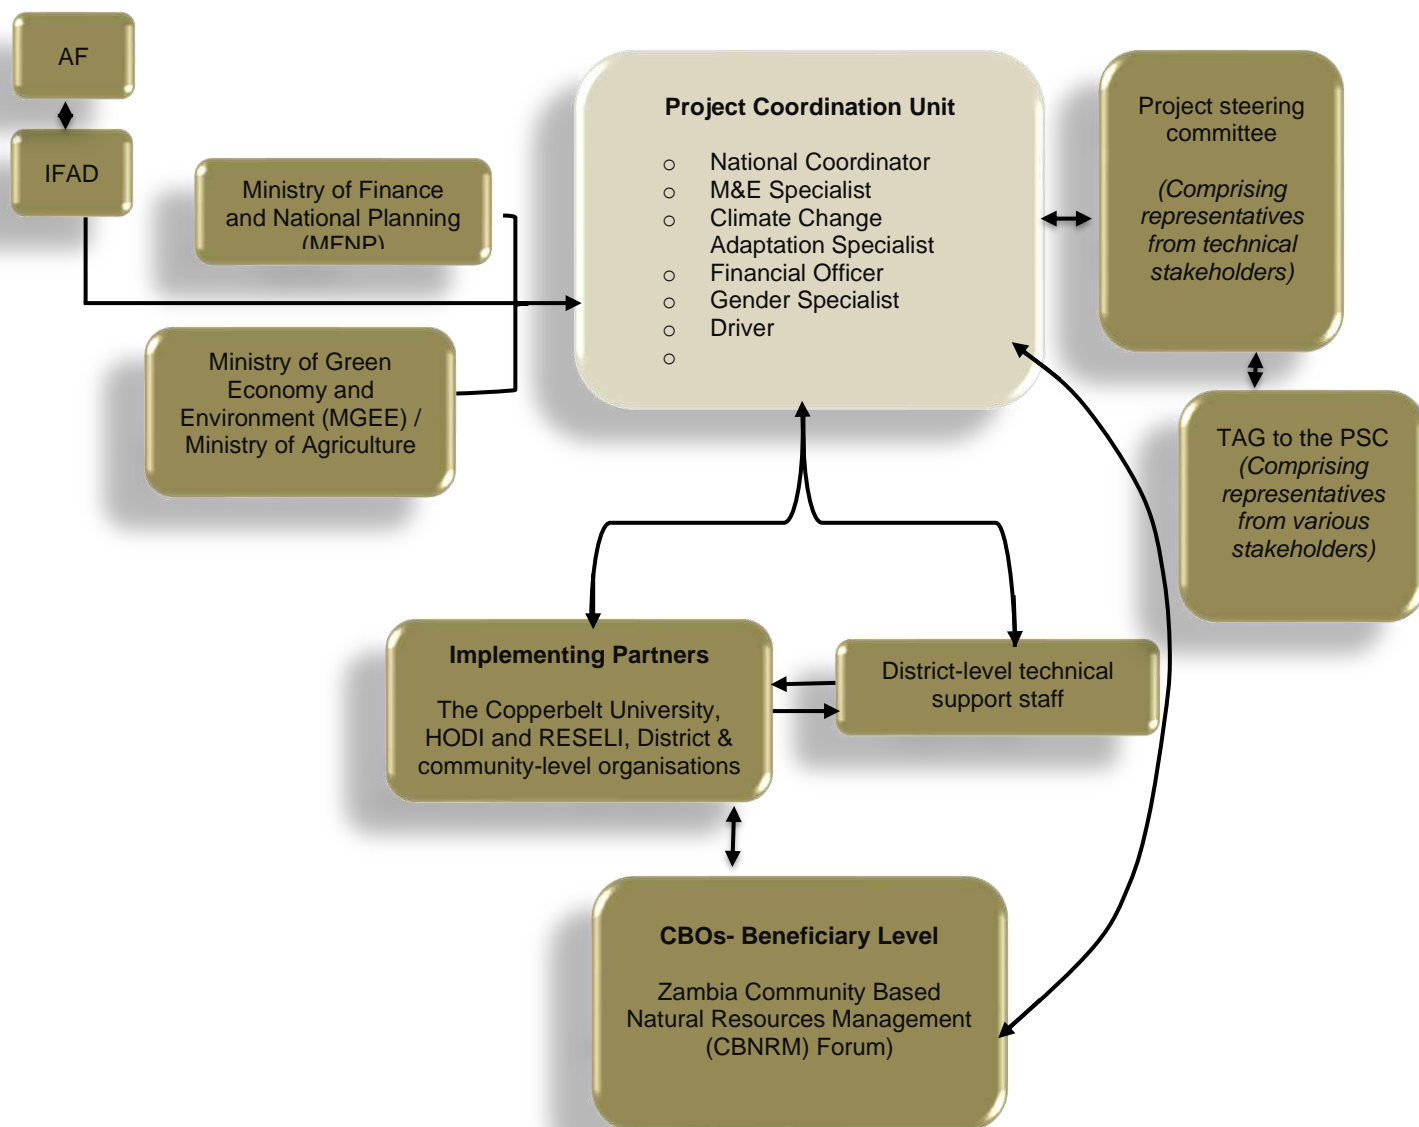 AF
IFAD
Ministry of Finance
and National Planning
(MFNP)
Ministry of Green
Economy and
Environment (MGEE) /
Ministry of Agriculture
Project Coordination Unit
o National Coordinator
o M&E Specialist
o Climate Change
Adaptation Specialist
o Financial Officer
o Gender Specialist
o Driver
o
Project steering
committee
(Comprising
representatives
from technical
stakeholders)
TAG to the PSC
(Comprising
representatives
from various
stakeholders)
Implementing Partners
The Copperbelt University,
HODI and RESELI, District &
community-level organisations
District-level technical
support staff
CBOs- Beneficiary Level
Zambia Community Based
Natural Resources Management
(CBNRM) Forum)